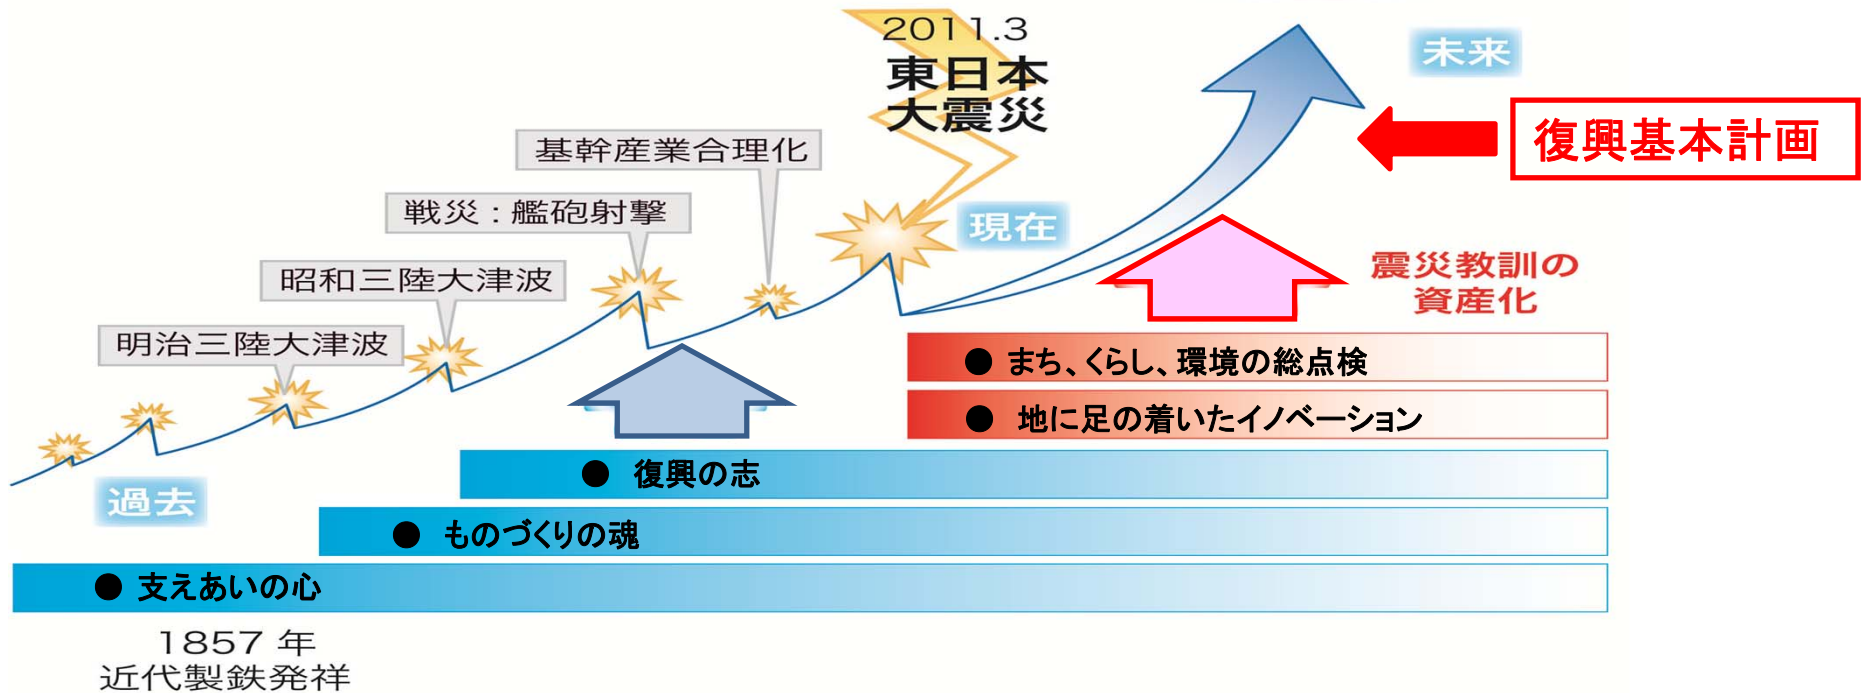 2011.3
東日本
大震災
未来
復興基本計画
基幹産業合理化
戦災：艦砲射撃
現在
昭和三陸大津波
震災教訓の
資産化
明治三陸大津波
● まち、くらし、環境の総点検
● 地に足の着いたイノベーション
● 復興の志
過去
● ものづくりの魂
● 支えあいの心
1857 年
近代製鉄発祥